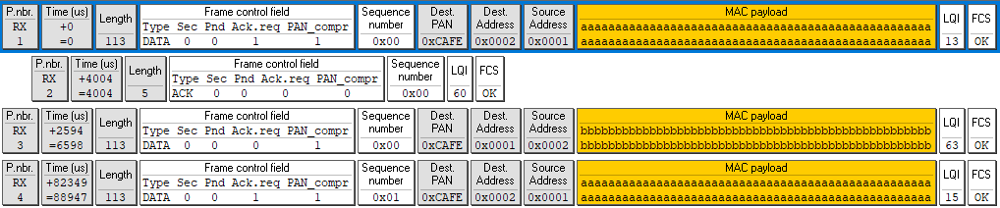 P.nbr. Time (us) Length Frame control field Sequence number Dest. PAN Dest. Address Source Address MAC payload LQI FCS
RX +0 Type Sec Pnd Ack.req PAN_compr aaaaaaaaaaaaaaaaaaaaaaaaaaaaaaaaaaaaaaaaaaaaaaaaaaa
1 =0 113 DATA 0 0 1 1 0x00 0xCAFE 0x0002 0x0001 aaaaaaaaaaaaaaaaaaaaaaaaaaaaaaaaaaaaaaaaaaaaaaaaaaa 13 OK
P.nbr. Time (us) Length Frame control field Sequence number LQI FCS
RX +4004 Type Sec Pnd Ack.req PAN_compr
2 =4004 5 ACK 0 0 0 0 0x00 60 OK
P.nbr. Time (us) Length Frame control field Sequence number Dest. PAN Dest. Address Source Address MAC payload LQI FCS
RX +2594 Type Sec Pnd Ack.req PAN_compr bbbbbbbbbbbbbbbbbbbbbbbbbbbbbbbbbbbbbbbbbbbbbbbbbbb
3 =6598 113 DATA 0 0 0 1 0x00 0xCAFE 0x0001 0x0002 bbbbbbbbbbbbbbbbbbbbbbbbbbbbbbbbbbbbbbbbbbbbbbbbbbb 63 OK
P.nbr. Time (us) Length Frame control field Sequence number Dest. PAN Dest. Address Source Address MAC payload LQI FCS
RX +82349 Type Sec Pnd Ack.req PAN_compr aaaaaaaaaaaaaaaaaaaaaaaaaaaaaaaaaaaaaaaaaaaaaaaaaaa
4 =88947 113 DATA 0 0 1 1 0x01 0xCAFE 0x0002 0x0001 aaaaaaaaaaaaaaaaaaaaaaaaaaaaaaaaaaaaaaaaaaaaaaaaaaa 15 OK